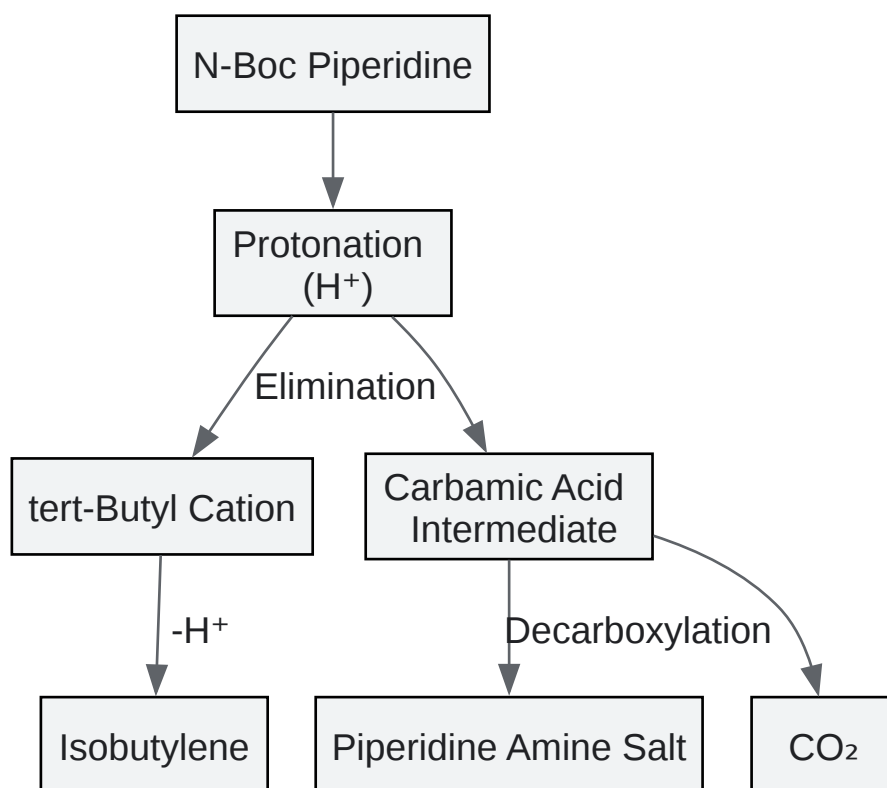 N-Boc Piperidine
Protonation
(H⁺)
Elimination
tert-Butyl Cation
Carbamic Acid
Intermediate
-H⁺
Decarboxylation
Isobutylene
Piperidine Amine Salt
CO₂